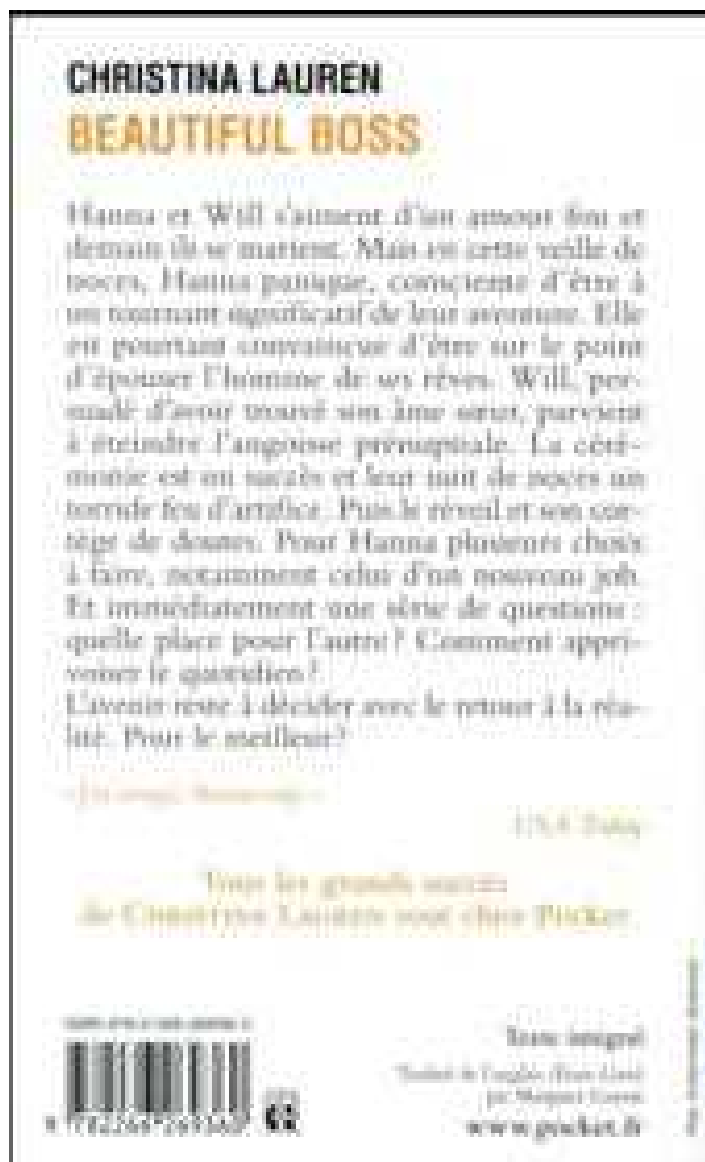 CHRISTINA LAUREN
BEAUTIFUL BOSS
Hanna et Will s'aiment d'un amour fou et
demain ils se marient. Mais en cette veille de
noces, Hanna panique, consciente d'être à
un tournant significatif de leur aventure. Elle
est pourtant convaincue d'être sur le point
d'épouser l'homme de ses rêves. Will, per-
suadé d'avoir trouvé son âme sœur, parvient
à éteindre l'angoisse prénuptiale. La céré-
monie est un succès et leur nuit de noces un
torride feu d'artifice. Puis le réveil et son cor-
tège de doutes. Pour Hanna plusieurs choix
à faire, notamment celui d'un nouveau job.
Et immédiatement une série de questions :
quelle place pour l'autre ? Comment appri-
voiser le quotidien ?
L'avenir reste à décider avec le retour à la réa-
lité. Pour le meilleur ?
Tous les grands succès
de Christina Lauren sont chez Pocket
Texte intégral
www.pocket.fr